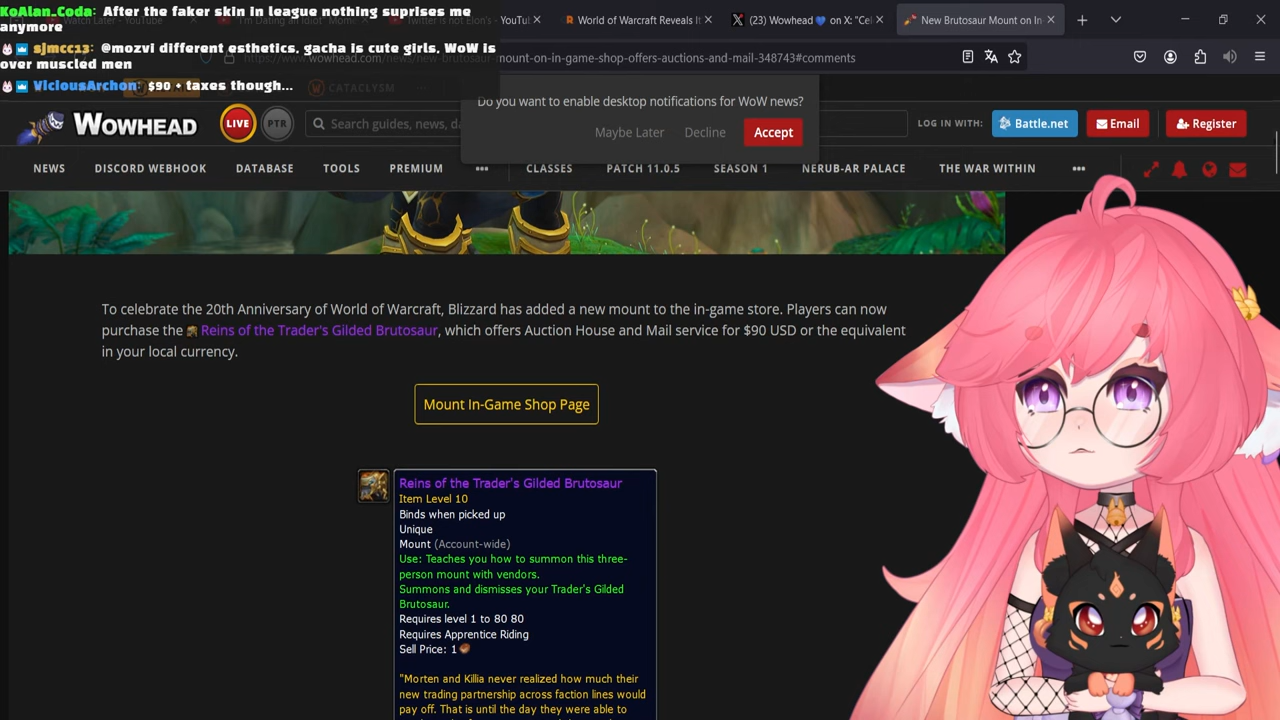 KoAlan_Coda: After the faker skin in league nothing suprises me
anymore
sjmcc13: @mozvi different esthetics, gacha is cute girls, WoW is
over muscled men
ViciousArchon: $90 + taxes though...
World of Warcraft Reveals It
(23) Wowhead 💙 on X: "Cel
New Brutosaur Mount on In
mount-on-in-game-shop-offers-auctions-and-mail-348743#comments
CATACLYSM
Do you want to enable desktop notifications for WoW news?
Maybe Later
Decline
Accept
WOWHEAD
LIVE
PTR
Search guides, news, da
LOG IN WITH:
Battle.net
Email
Register
NEWS
DISCORD WEBHOOK
DATABASE
TOOLS
PREMIUM
CLASSES
PATCH 11.0.5
SEASON 1
NERUB-AR PALACE
THE WAR WITHIN
To celebrate the 20th Anniversary of World of Warcraft, Blizzard has added a new mount to the in-game store. Players can now
purchase the Reins of the Trader's Gilded Brutosaur, which offers Auction House and Mail service for $90 USD or the equivalent
in your local currency.
Mount In-Game Shop Page
Reins of the Trader's Gilded Brutosaur
Item Level 10
Binds when picked up
Unique
Mount (Account-wide)
Use: Teaches you how to summon this three-
person mount with vendors.
Summons and dismisses your Trader's Gilded
Brutosaur.
Requires level 1 to 80 80
Requires Apprentice Riding
Sell Price: 1
"Morten and Killia never realized how much their
new trading partnership across faction lines would
pay off. That is until the day they were able to